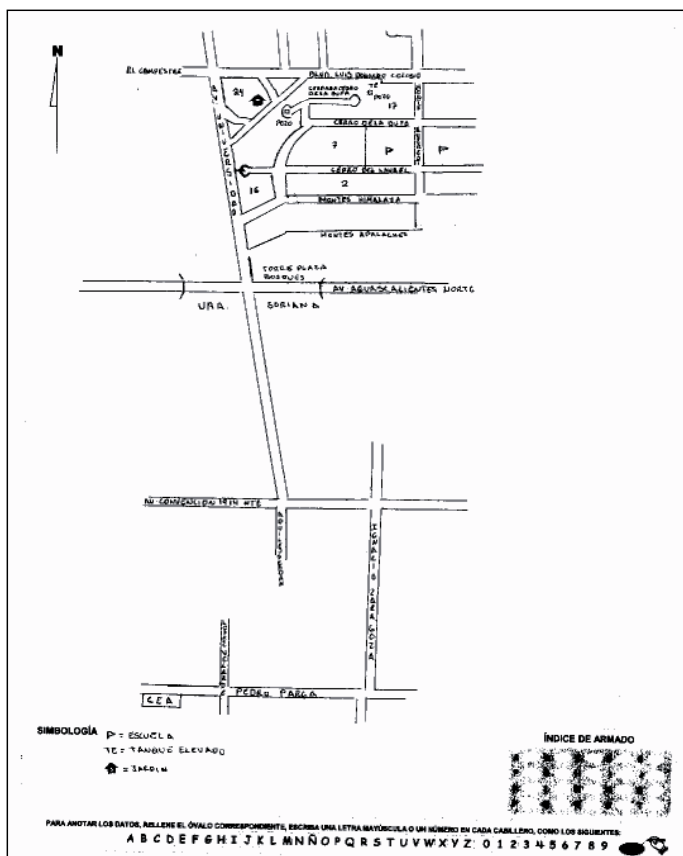 N
EL CAMPESTRE
BLVD. LUIS DONALDO COLOSIO
24
CERRADA CERRO
DE LA BUFA
TE
POZO
17
POZO
AV. UNIVERSIDAD
CERRO DE LA BUFA
7
P
P
CERRO DEL LAUREL
16
2
MONTES HIMALAYA
MONTES APALACHES
TORRE PLAZA
BOSQUES
AV. AGUASCALIENTES NORTE
UAA.
SORIANA
AV. CONVENCION 1914 NTE
IGNACIO ZARAGOZA
PEDRO PARGA
CEA
SIMBOLOGÍA
P = ESCUELA
TE = TANQUE ELEVADO
= JARDIN
ÍNDICE DE ARMADO
PARA ANOTAR LOS DATOS, RELLENE EL ÓVALO CORRESPONDIENTE, ESCRIBA UNA LETRA MAYÚSCULA O UN NÚMERO EN CADA CASILLERO, COMO LOS SIGUIENTES:
A B C D E F G H I J K L M N Ñ O P Q R S T U V W X Y Z 0 1 2 3 4 5 6 7 8 9